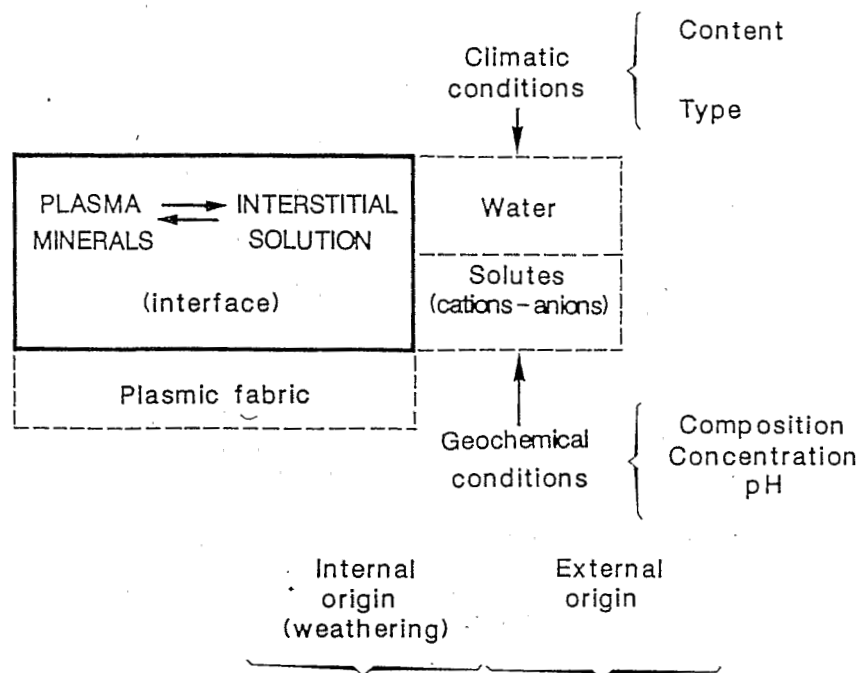 Climatic
conditions
Content
Type
PLASMA
MINERALS
INTERSTITIAL
SOLUTION
(interface)
Water
Solutes
(cations-anions)
Plasmic fabric
Geochemical
conditions
Composition
Concentration
pH
Internal
origin
(weathering)
External
origin